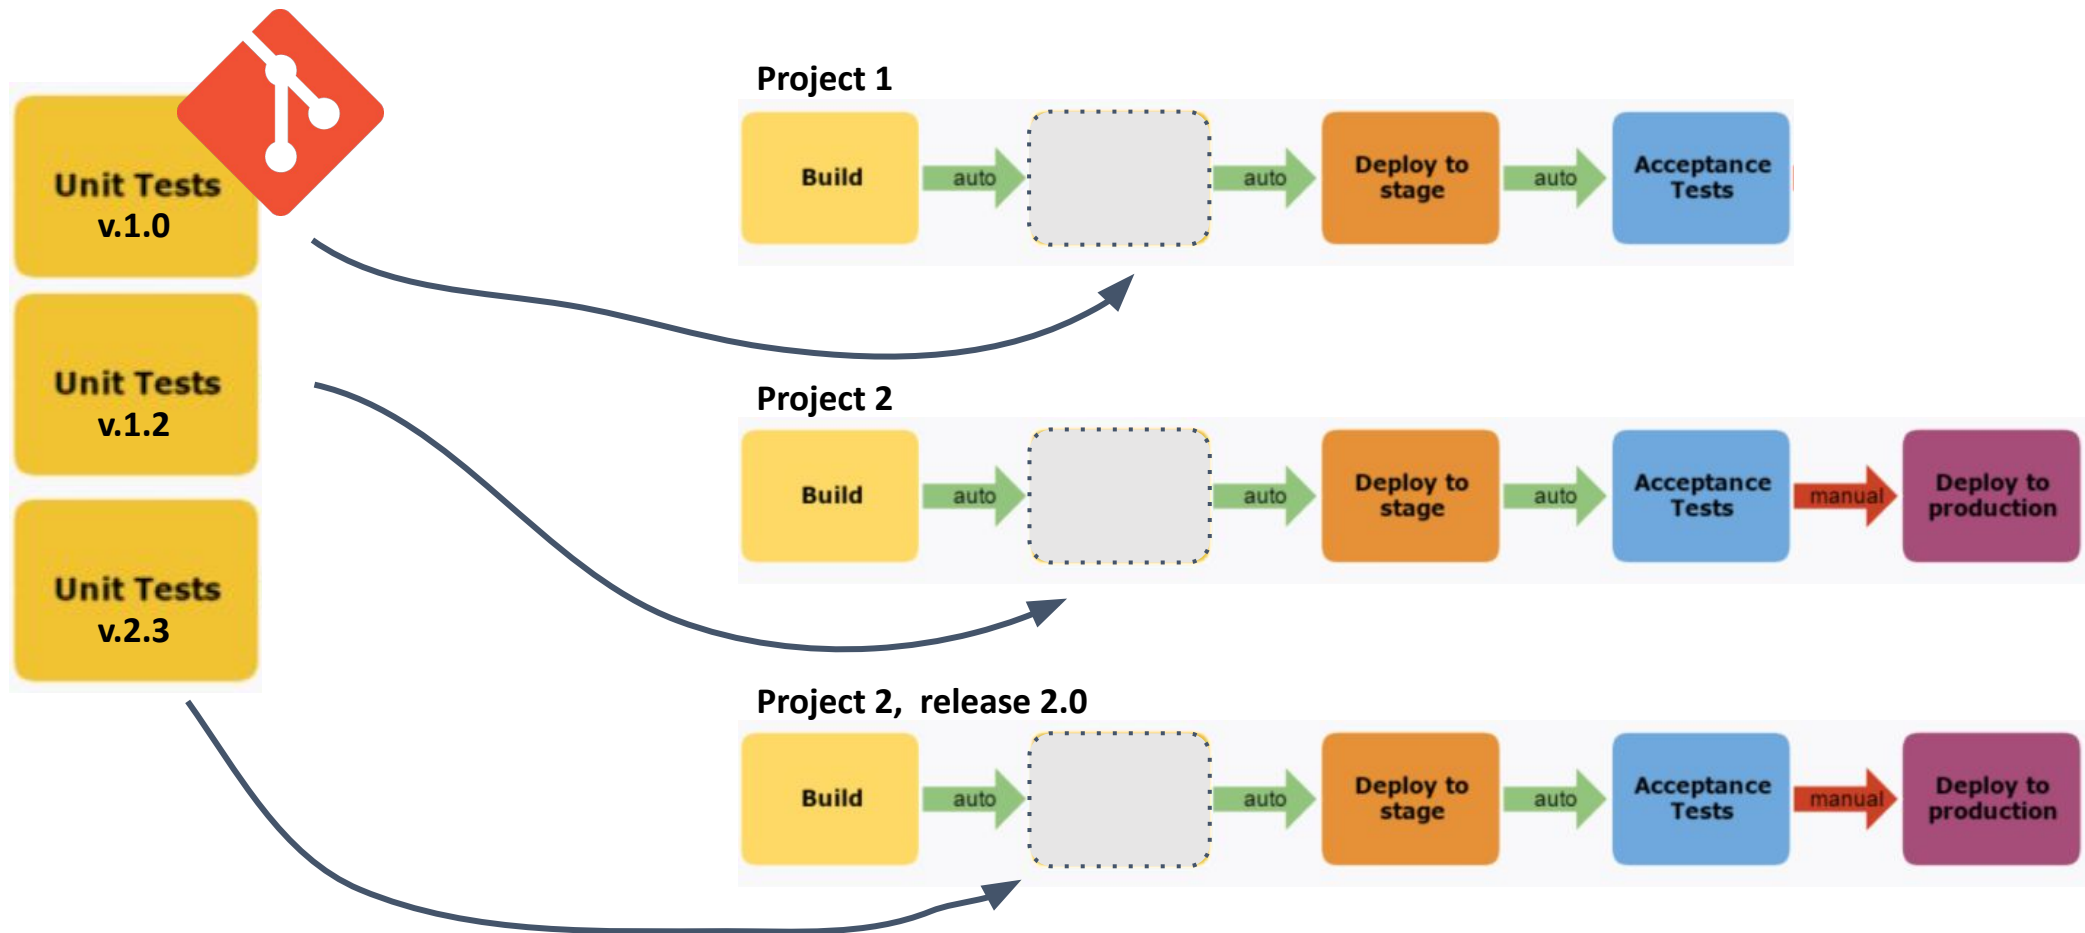 Unit Tests
v.1.0
Unit Tests
v.1.2
Unit Tests
v.2.3
Project 1
Build
auto
auto
Deploy to
stage
auto
Acceptance
Tests
Project 2
Build
auto
auto
Deploy to
stage
auto
Acceptance
Tests
manual
Deploy to
production
Project 2, release 2.0
Build
auto
auto
Deploy to
stage
auto
Acceptance
Tests
manual
Deploy to
production